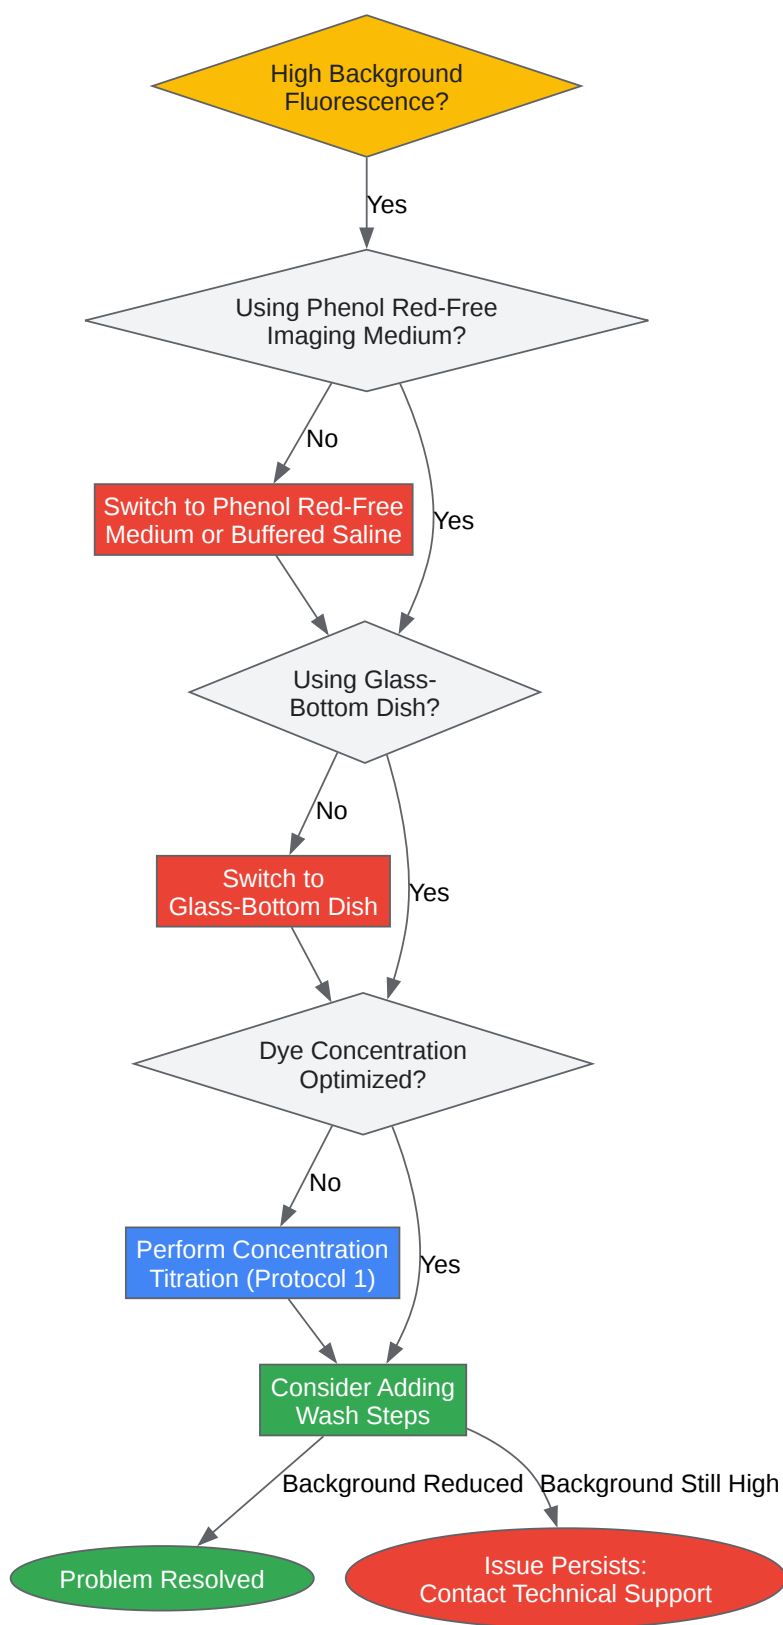 High Background
Fluorescence?
Yes
Using Phenol Red-Free
Imaging Medium?
No
Switch to Phenol Red-Free
Medium or Buffered Saline
Yes
Using Glass-
Bottom Dish?
No
Switch to
Glass-Bottom Dish
Yes
Dye Concentration
Optimized?
No
Perform Concentration
Titration (Protocol 1)
Yes
Consider Adding
Wash Steps
Background Reduced
Background Still High
Problem Resolved
Issue Persists:
Contact Technical Support